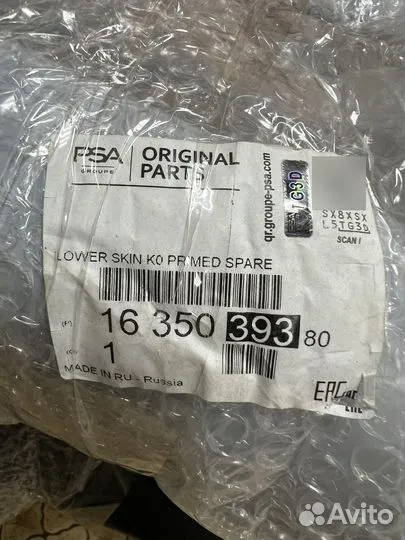 PSA
GROUPE
ORIGINAL
PARTS
qr.groupe-psa.com
TG3D
SX8XSX
L5TG3D
SCAN !
LOWER SKIN K0 PRIMED SPARE
(P) 16 350 393 80
1
MADE IN RU - Russia
EAC
Avito